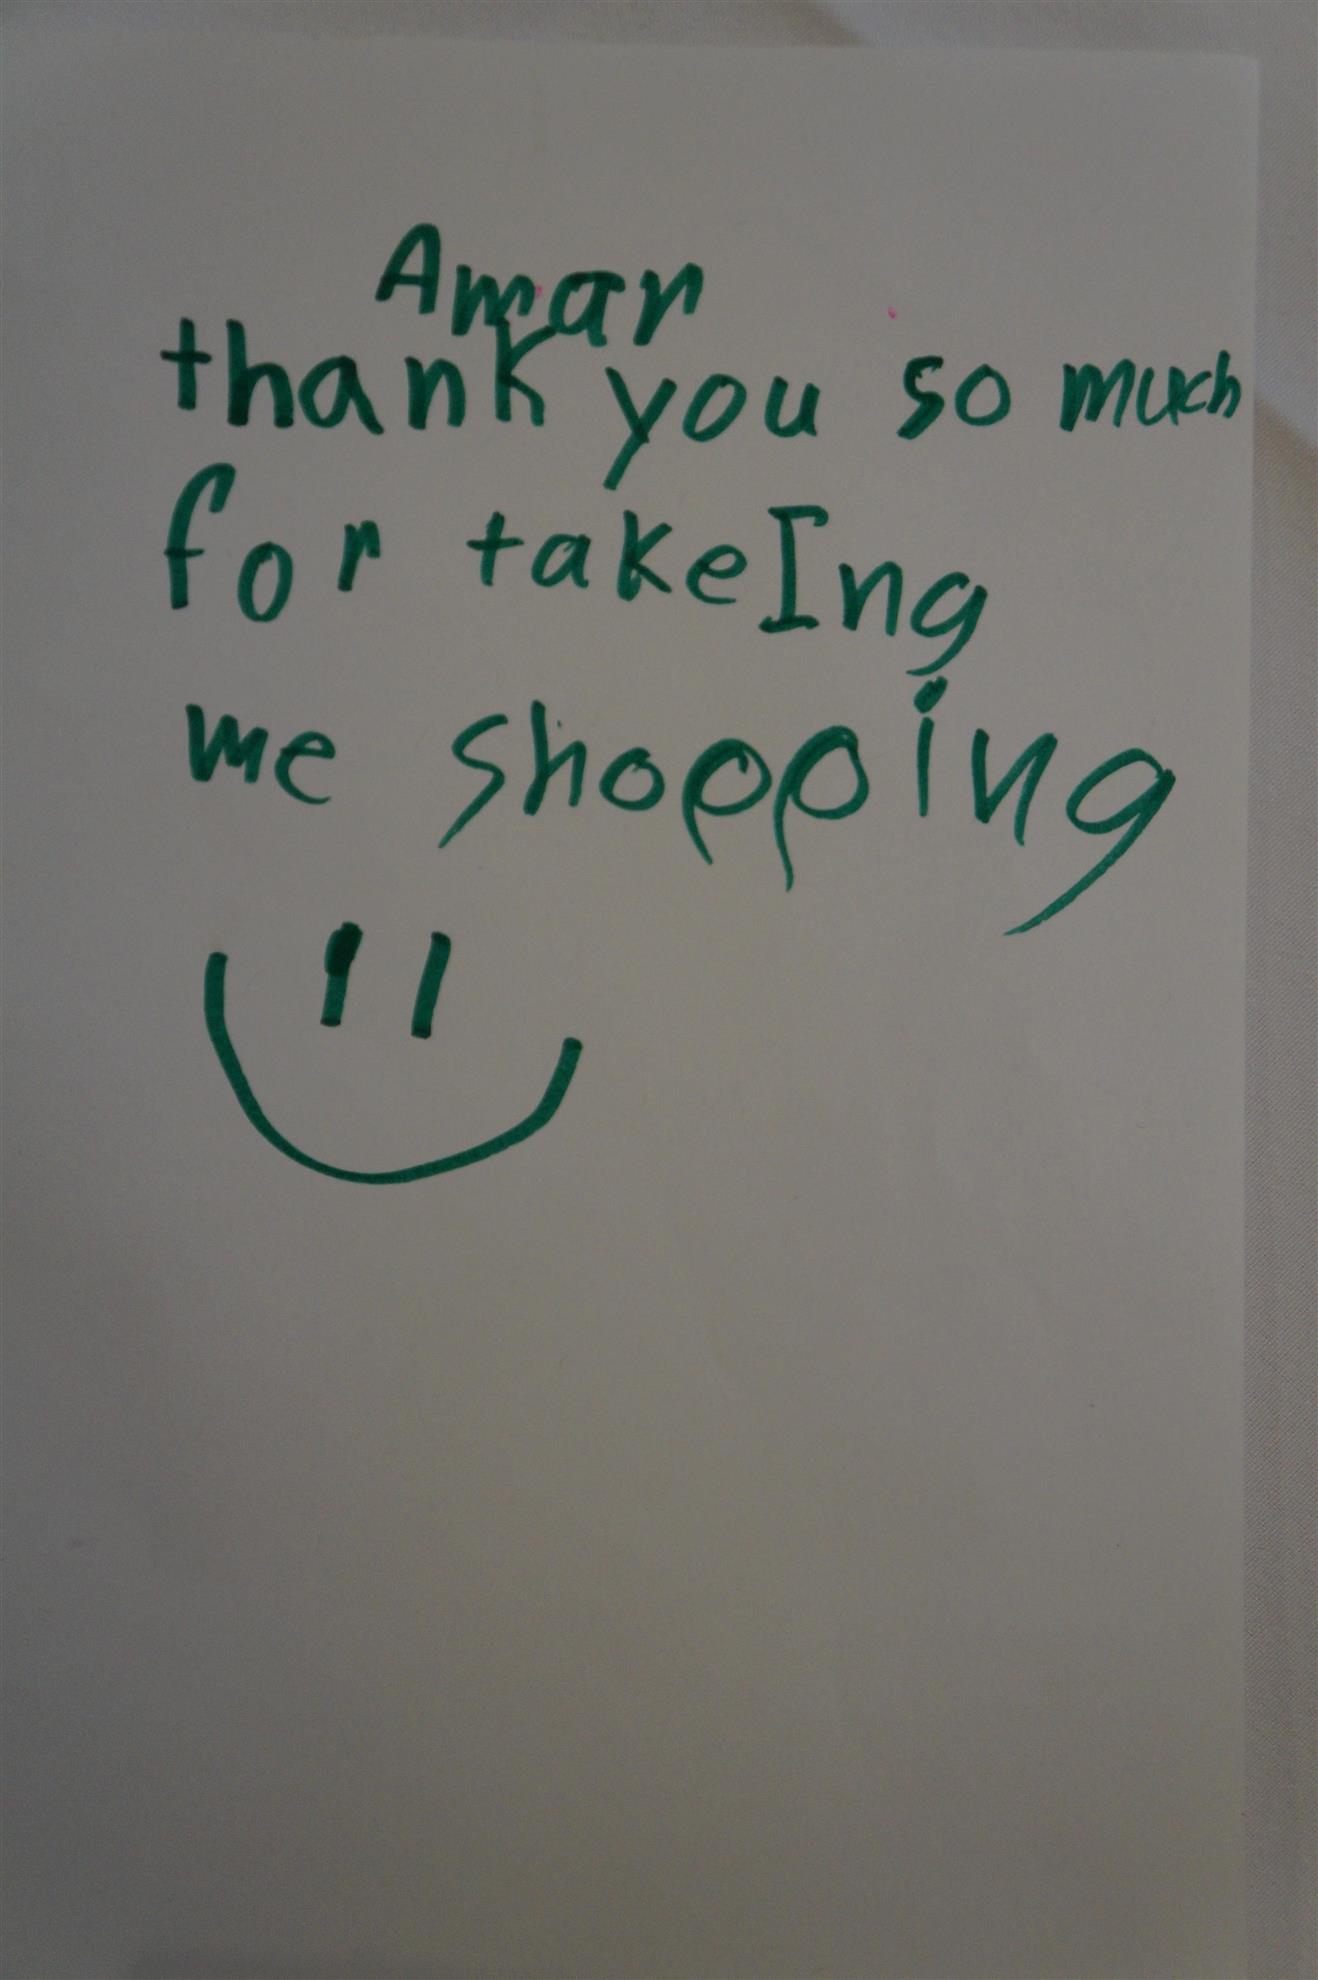 Amar
thank you so much
for takeIng
me shopping